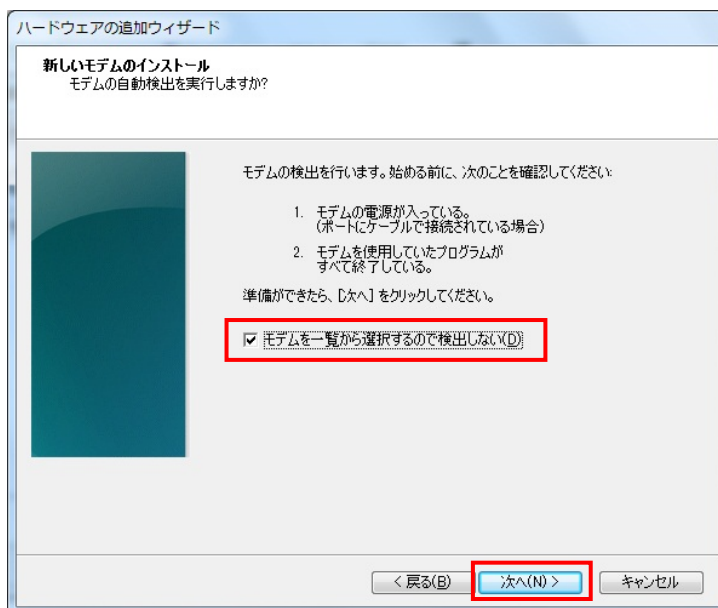 ハードウェアの追加ウィザード
新しいモデムのインストール
モデムの自動検出を実行しますか?
モデムの検出を行います。始める前に、次のことを確認してください:
1. モデムの電源が入っている。
(ポートにケーブルで接続されている場合)
2. モデムを使用していたプログラムが
すべて終了している。
準備ができたら、[次へ] をクリックしてください。
モデムを一覧から選択するので検出しない(D)
< 戻る(B) 次へ(N) > キャンセル